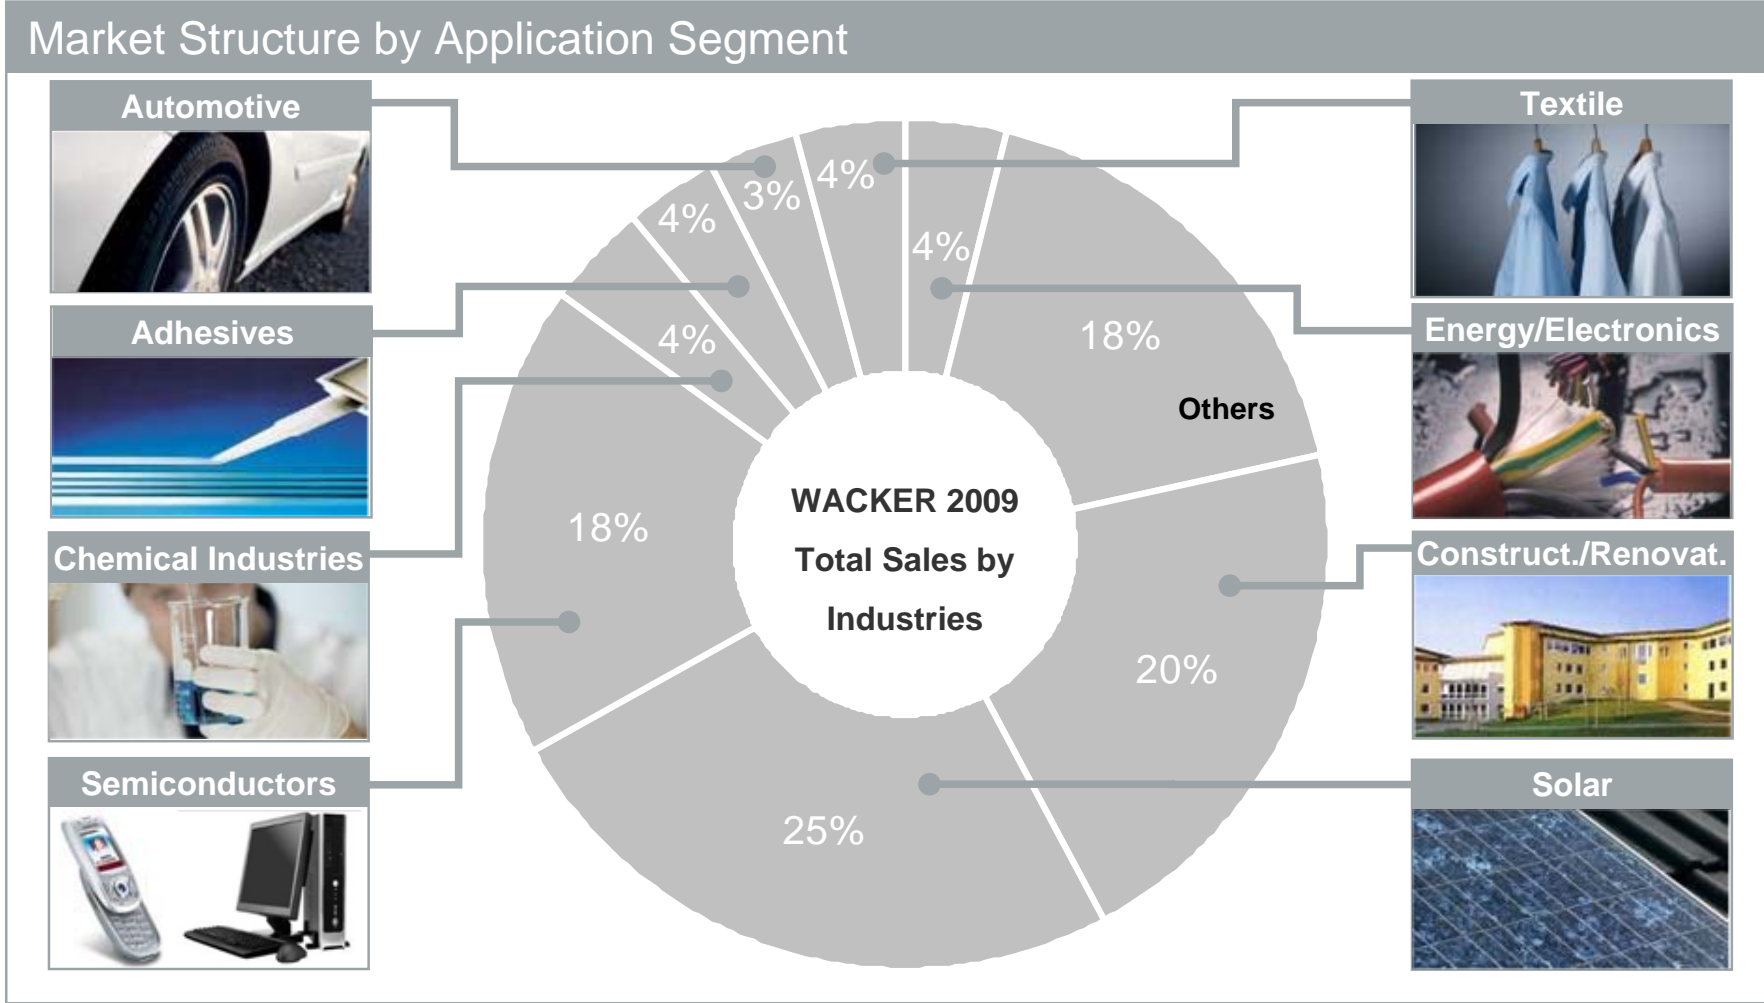 Market Structure by Application Segment
Automotive
Textile
4%
3%
4%
4%
Energy/Electronics
Adhesives
18%
4%
Others
WACKER 2009
Total Sales by
Industries
18%
Chemical Industries
Construct./Renovat.
20%
Semiconductors
Solar
25%